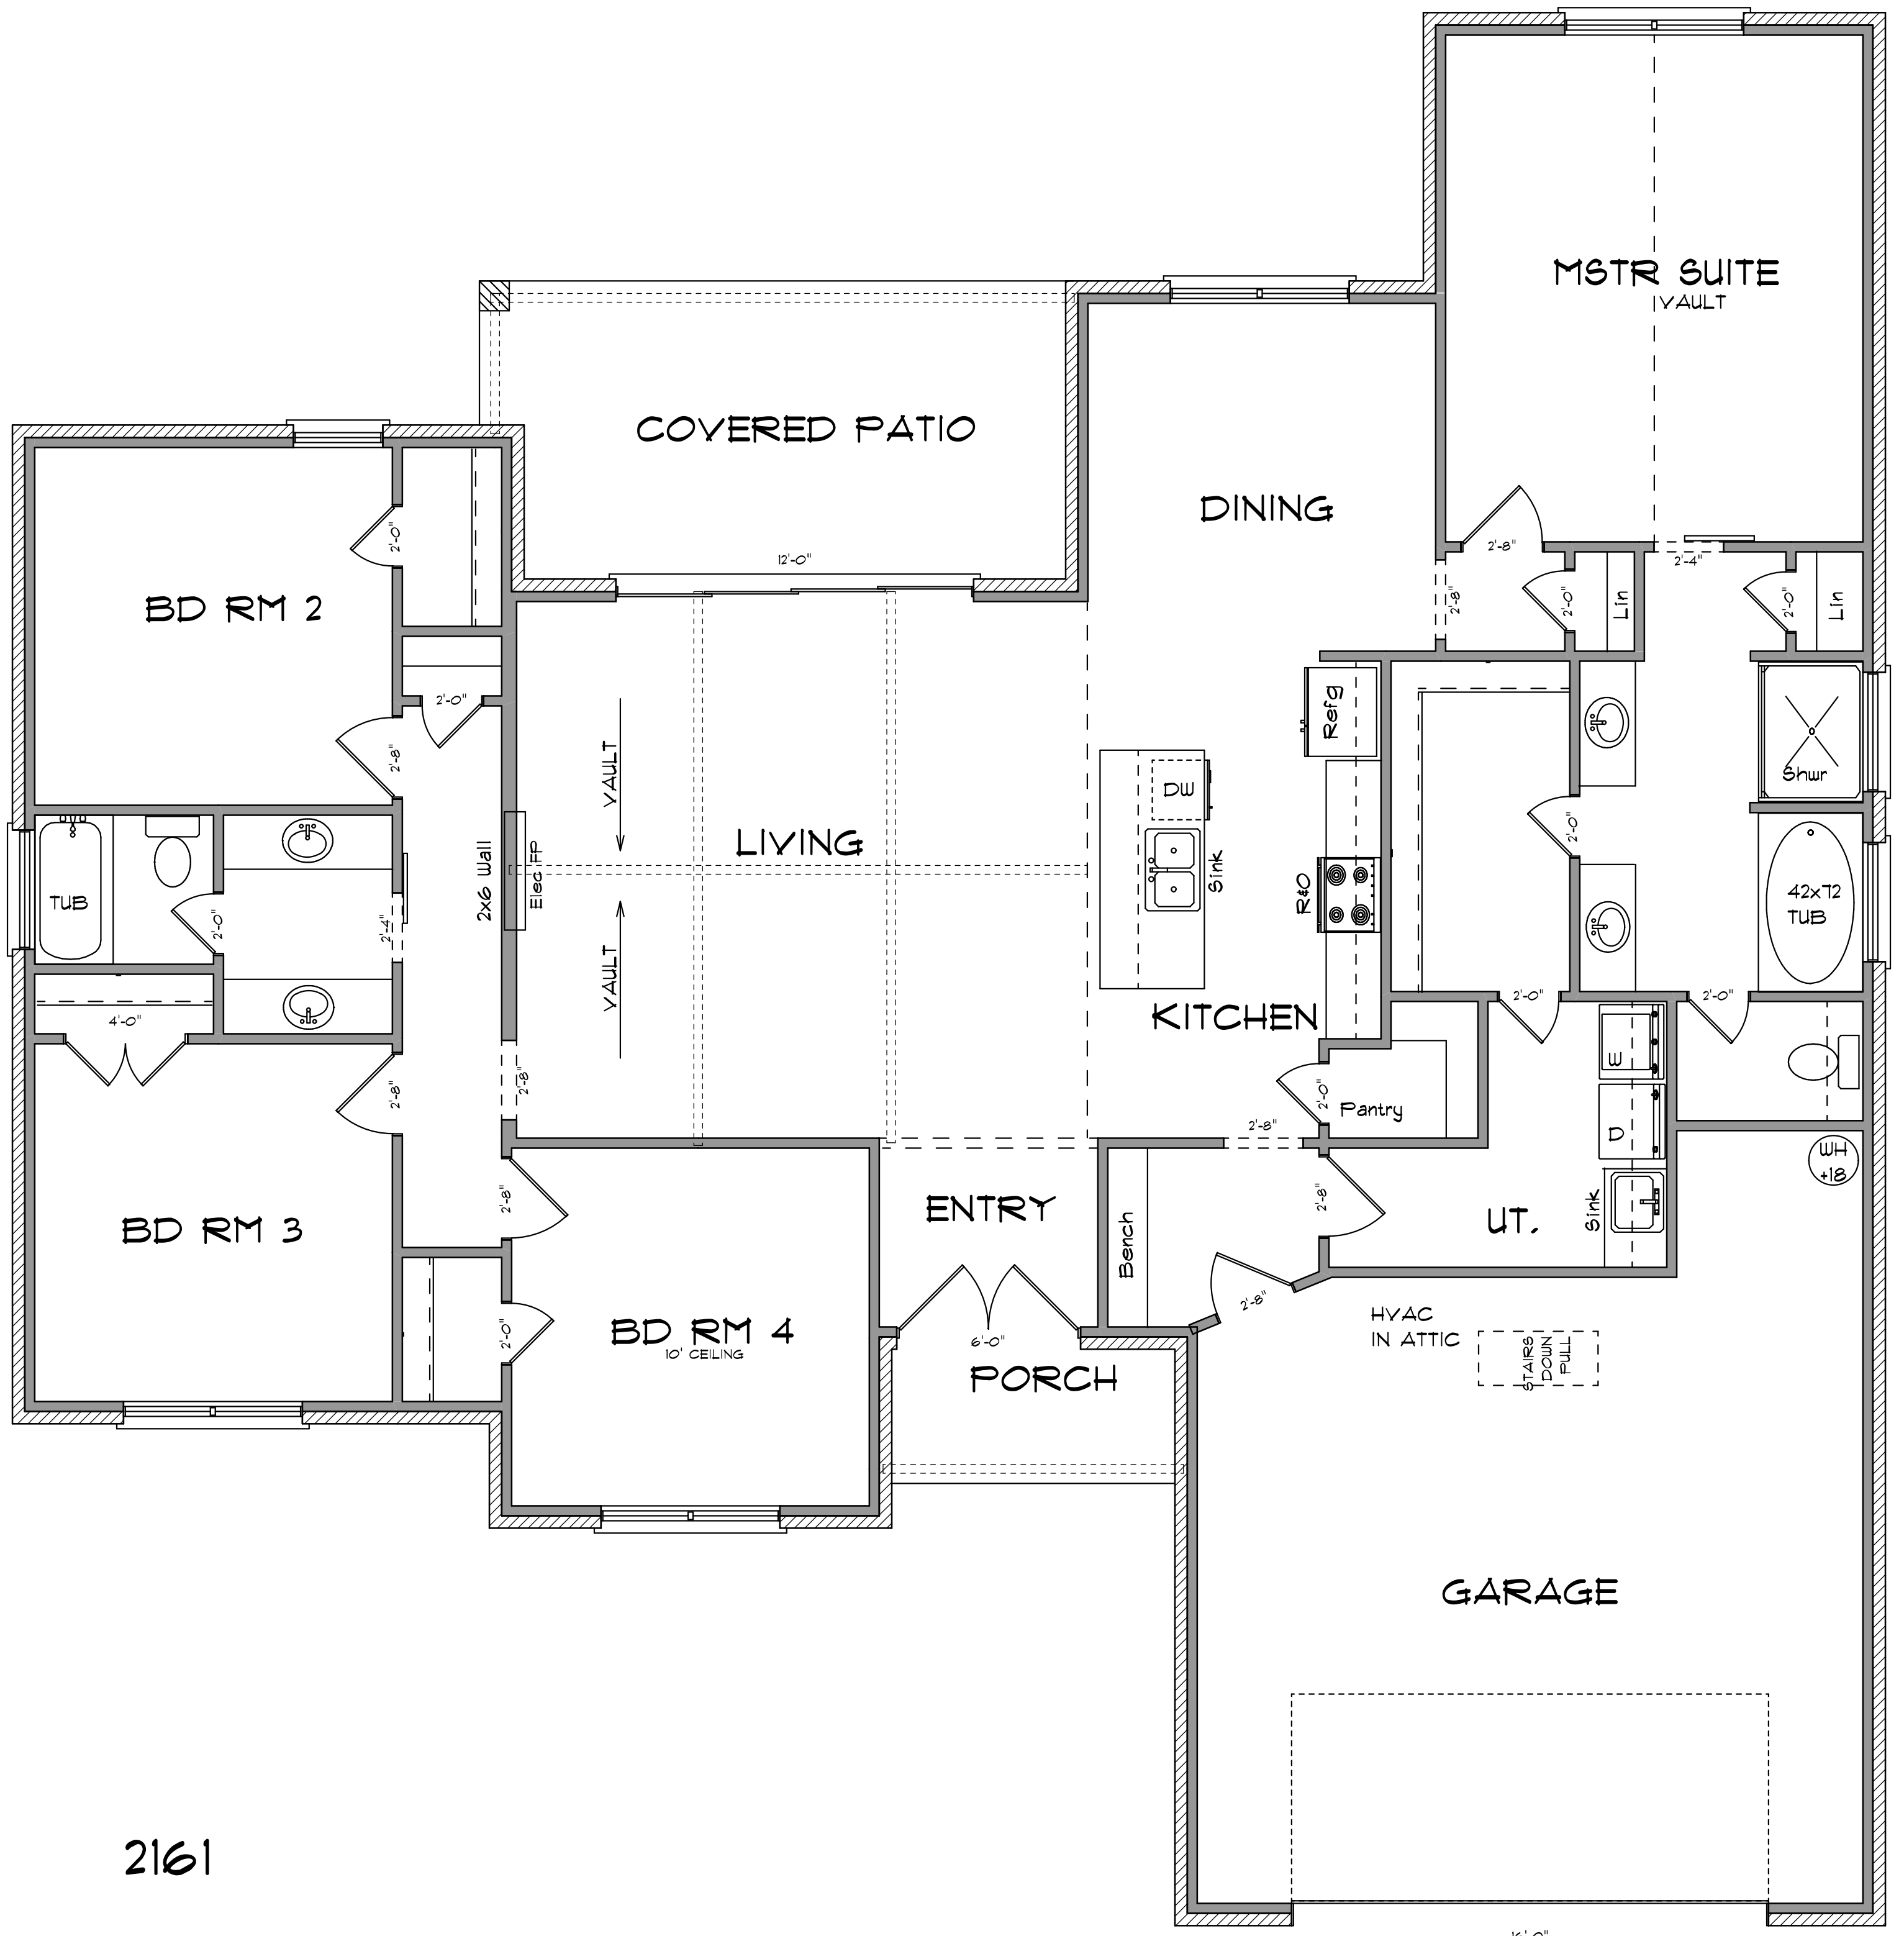 MSTR SUITE
VAULT
COVERED PATIO
DINING
12'-0"
2'-0"
2'-8"
2'-4"
BD RM 2
2'-8"
2'-0"
Lin
2'-0"
Lin
2'-0"
Refg
2'-8"
VAULT
DW
Shwr
LIVING
2x6 Wall
Elec FP
Sink
R&O
2'-0"
TUB
2'-0"
2'-4"
42x72
TUB
VAULT
4'-0"
KITCHEN
2'-0"
2'-0"
2'-8"
2'-8"
2'-0"
Pantry
W
D
2'-8"
WH
+18
BD RM 3
2'-8"
ENTRY
Bench
2'-8"
UT.
Sink
2'-8"
HVAC
IN ATTIC
PULL
DOWN
STAIRS
2'-0"
BD RM 4
10' CEILING
6'-0"
PORCH
GARAGE
2161